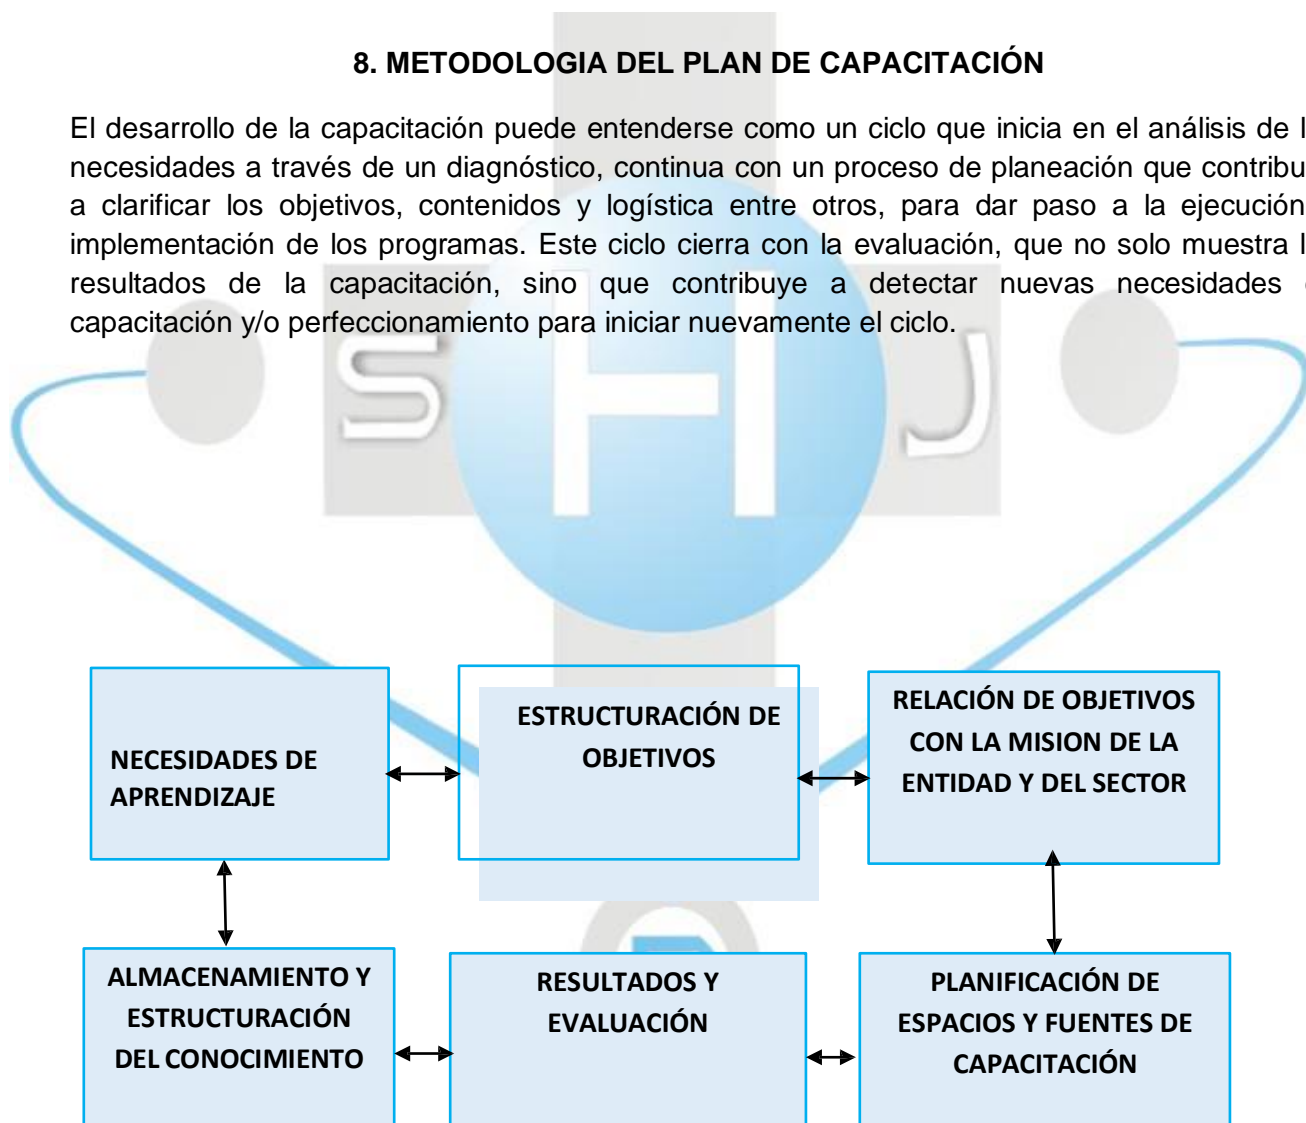 8. METODOLOGIA DEL PLAN DE CAPACITACIÓN
El desarrollo de la capacitación puede entenderse como un ciclo que inicia en el análisis de
necesidades a través de un diagnóstico, continua con un proceso de planeación que
a clarificar los objetivos, contenidos y logística entre otros, para dar paso a la ejecución
implementación de los programas. Este ciclo cierra con la evaluación, que no solo muestra
resultados de la capacitación, sino que contribuye a detectar nuevas necesidades
capacitación y/o perfeccionamiento para iniciar nuevamente el ciclo.
S H J
NECESIDADES DE
APRENDIZAJE
ESTRUCTURACIÓN DE
OBJETIVOS
RELACIÓN DE OBJETIVOS
CON LA MISION DE LA
ENTIDAD Y DEL SECTOR
ALMACENAMIENTO Y
ESTRUCTURACIÓN
DEL CONOCIMIENTO
RESULTADOS Y
EVALUACIÓN
PLANIFICACIÓN DE
ESPACIOS Y FUENTES DE
CAPACITACIÓN